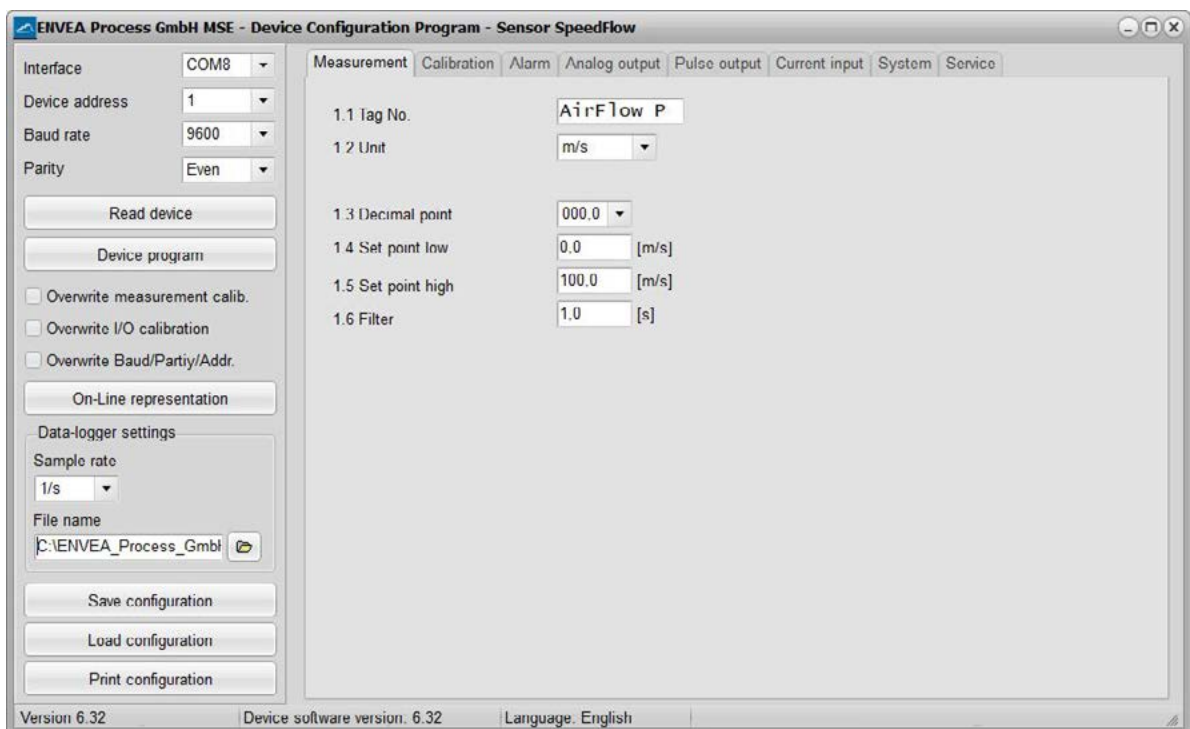 ENVEA Process GmbH MSE - Device Configuration Program - Sensor SpeedFlow
Interface COM8
Device address 1
Baud rate 9600
Parity Even
Read device
Device program
Overwrite measurement calib.
Overwrite I/O calibration
Overwrite Baud/Partiy/Addr.
On-Line representation
Data-logger settings
Sample rate
1/s
File name
C:\ENVEA_Process_Gmb
Save configuration
Load configuration
Print configuration
Measurement Calibration Alarm Analog output Pulse output Current input System Service
1.1 Tag No. AirFlow P
1.2 Unit m/s
1.3 Decimal point 000,0
1.4 Set point low 0,0 [m/s]
1.5 Set point high 100,0 [m/s]
1.6 Filter 1,0 [s]
Version 6.32 Device software version. 6.32 Language. English